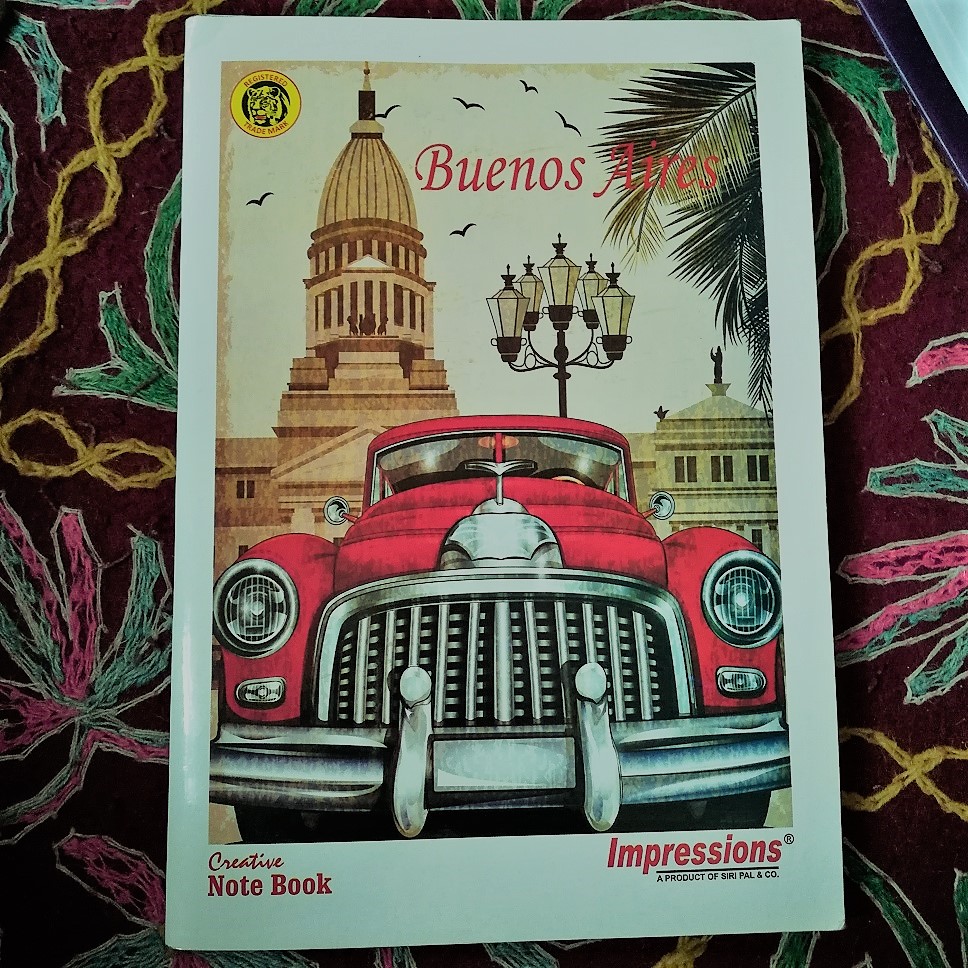 REGISTERED
TRADE MARK
Buenos Aires
Creative
Note Book
Impressions®
A PRODUCT OF SIRI PAL & CO.